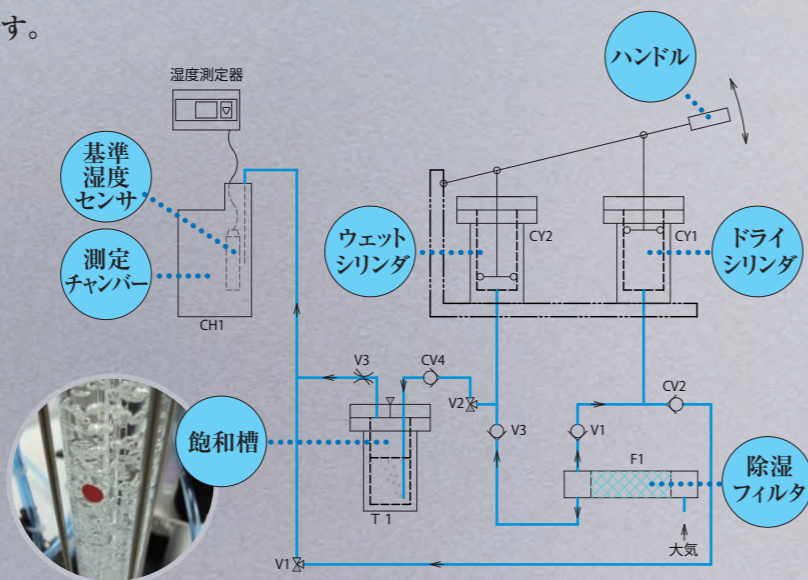 す。
ハンドル
湿度測定器
基準
湿度
センサ
ウェット
シリンダ
CY2
CY1
ドライ
シリンダ
測定
チャンバー
CH1
V3
CV4
CV2
V2
V3
V1
飽和槽
F1
除湿
フィルタ
T 1
大気
V1